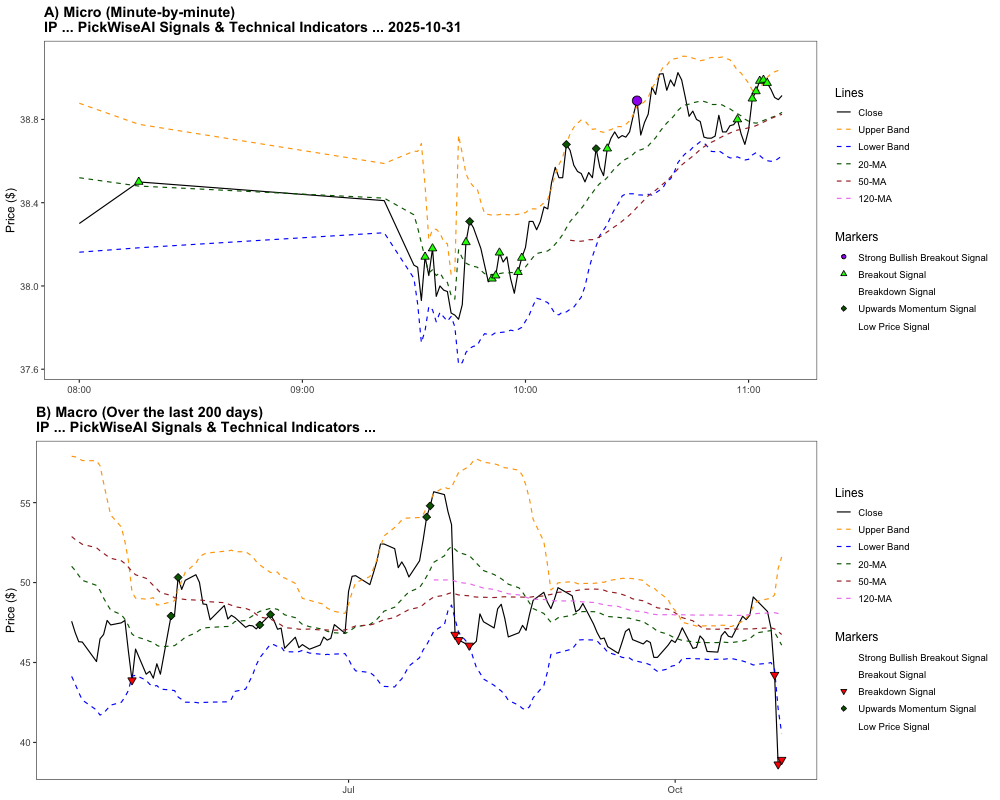 A) Micro (Minute-by-minute)
IP ... PickWiseAI Signals & Technical Indicators ... 2025-10-31
Price ($)
38.8
38.4
38.0
37.6
08:00
09:00
10:00
11:00
Lines
Close
Upper Band
Lower Band
20-MA
50-MA
120-MA
Markers
Strong Bullish Breakout Signal
Breakout Signal
Breakdown Signal
Upwards Momentum Signal
Low Price Signal
B) Macro (Over the last 200 days)
IP ... PickWiseAI Signals & Technical Indicators ...
Price ($)
55
50
45
40
Jul
Oct
Lines
Close
Upper Band
Lower Band
20-MA
50-MA
120-MA
Markers
Strong Bullish Breakout Signal
Breakout Signal
Breakdown Signal
Upwards Momentum Signal
Low Price Signal